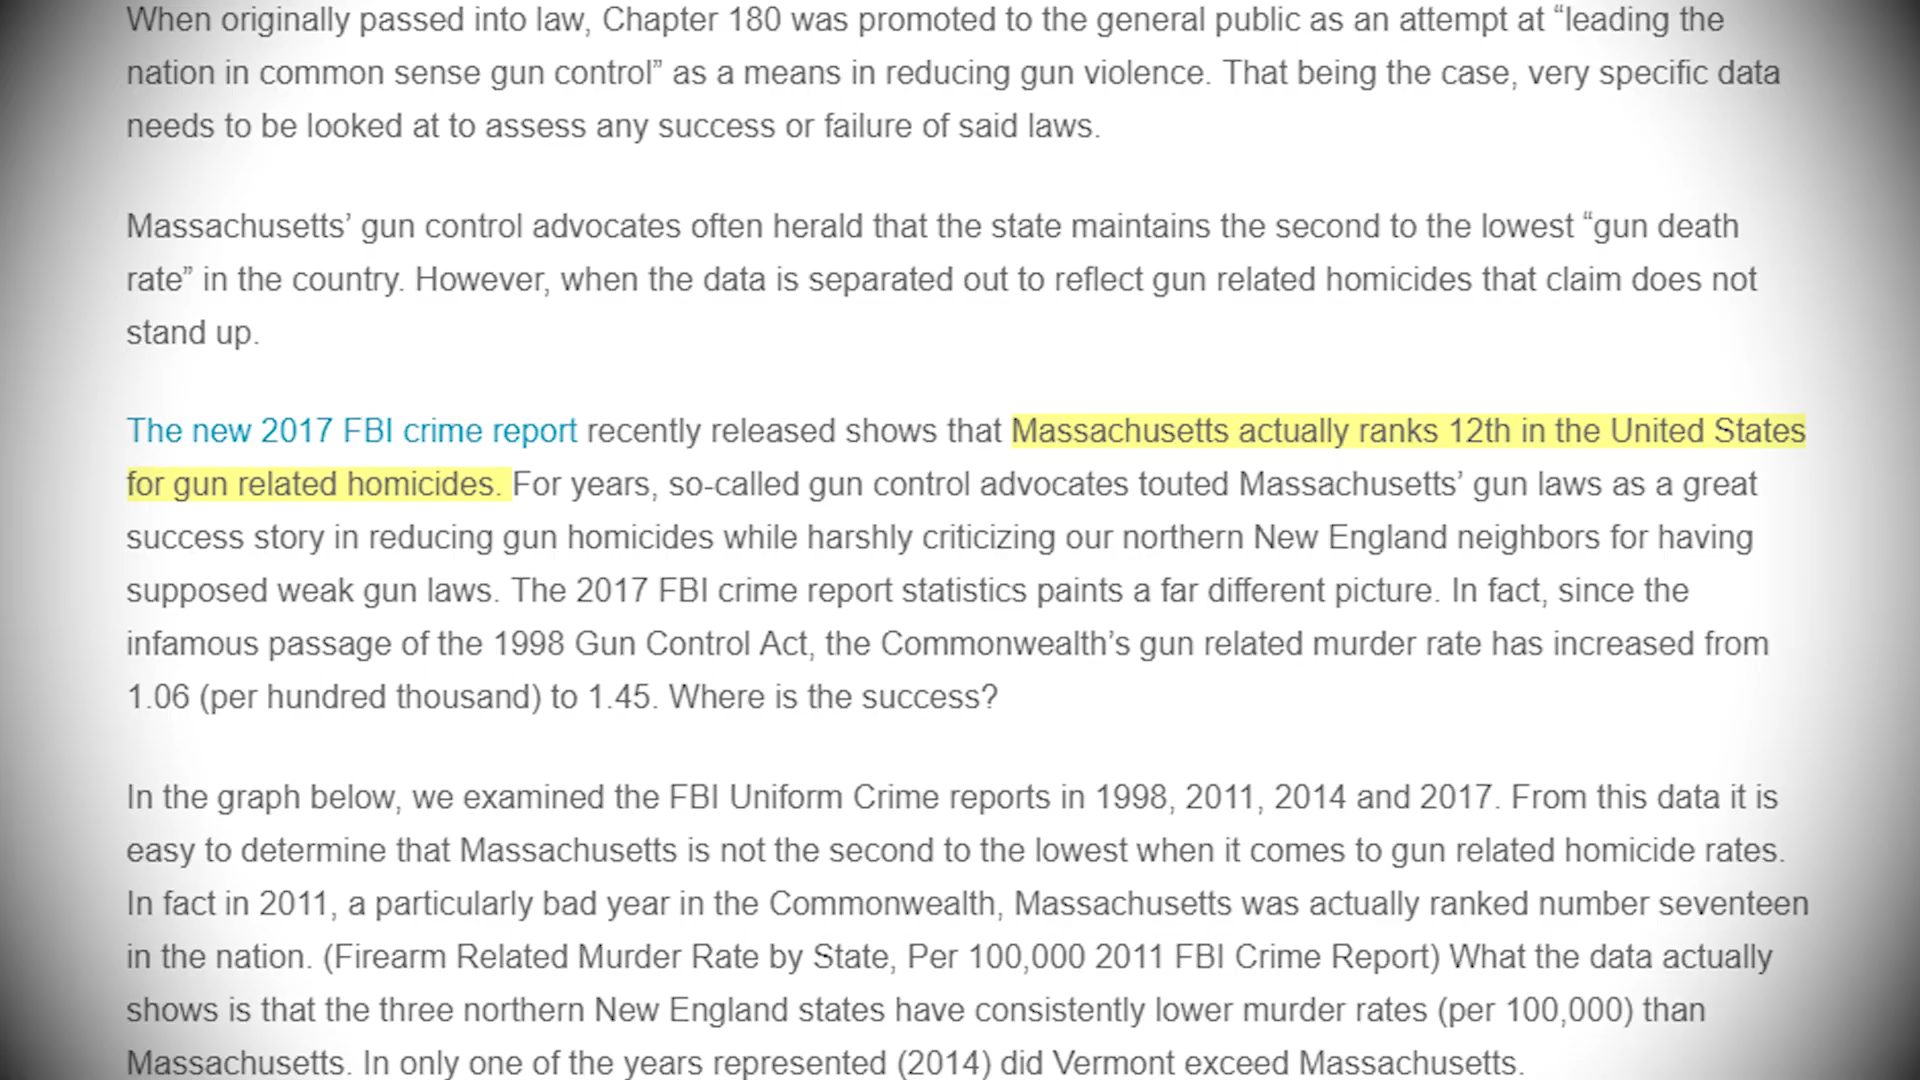 When originally passed into law, Chapter 180 was promoted to the general public as an attempt at “leading the
nation in common sense gun control” as a means in reducing gun violence. That being the case, very specific data
needs to be looked at to assess any success or failure of said laws.
Massachusetts’ gun control advocates often herald that the state maintains the second to the lowest “gun death
rate” in the country. However, when the data is separated out to reflect gun related homicides that claim does not
stand up.
The new 2017 FBI crime report recently released shows that Massachusetts actually ranks 12th in the United States
for gun related homicides. For years, so-called gun control advocates touted Massachusetts’ gun laws as a great
success story in reducing gun homicides while harshly criticizing our northern New England neighbors for having
supposed weak gun laws. The 2017 FBI crime report statistics paints a far different picture. In fact, since the
infamous passage of the 1998 Gun Control Act, the Commonwealth’s gun related murder rate has increased from
1.06 (per hundred thousand) to 1.45. Where is the success?
In the graph below, we examined the FBI Uniform Crime reports in 1998, 2011, 2014 and 2017. From this data it is
easy to determine that Massachusetts is not the second to the lowest when it comes to gun related homicide rates.
In fact in 2011, a particularly bad year in the Commonwealth, Massachusetts was actually ranked number seventeen
in the nation. (Firearm Related Murder Rate by State, Per 100,000 2011 FBI Crime Report) What the data actually
shows is that the three northern New England states have consistently lower murder rates (per 100,000) than
Massachusetts. In only one of the years represented (2014) did Vermont exceed Massachusetts.